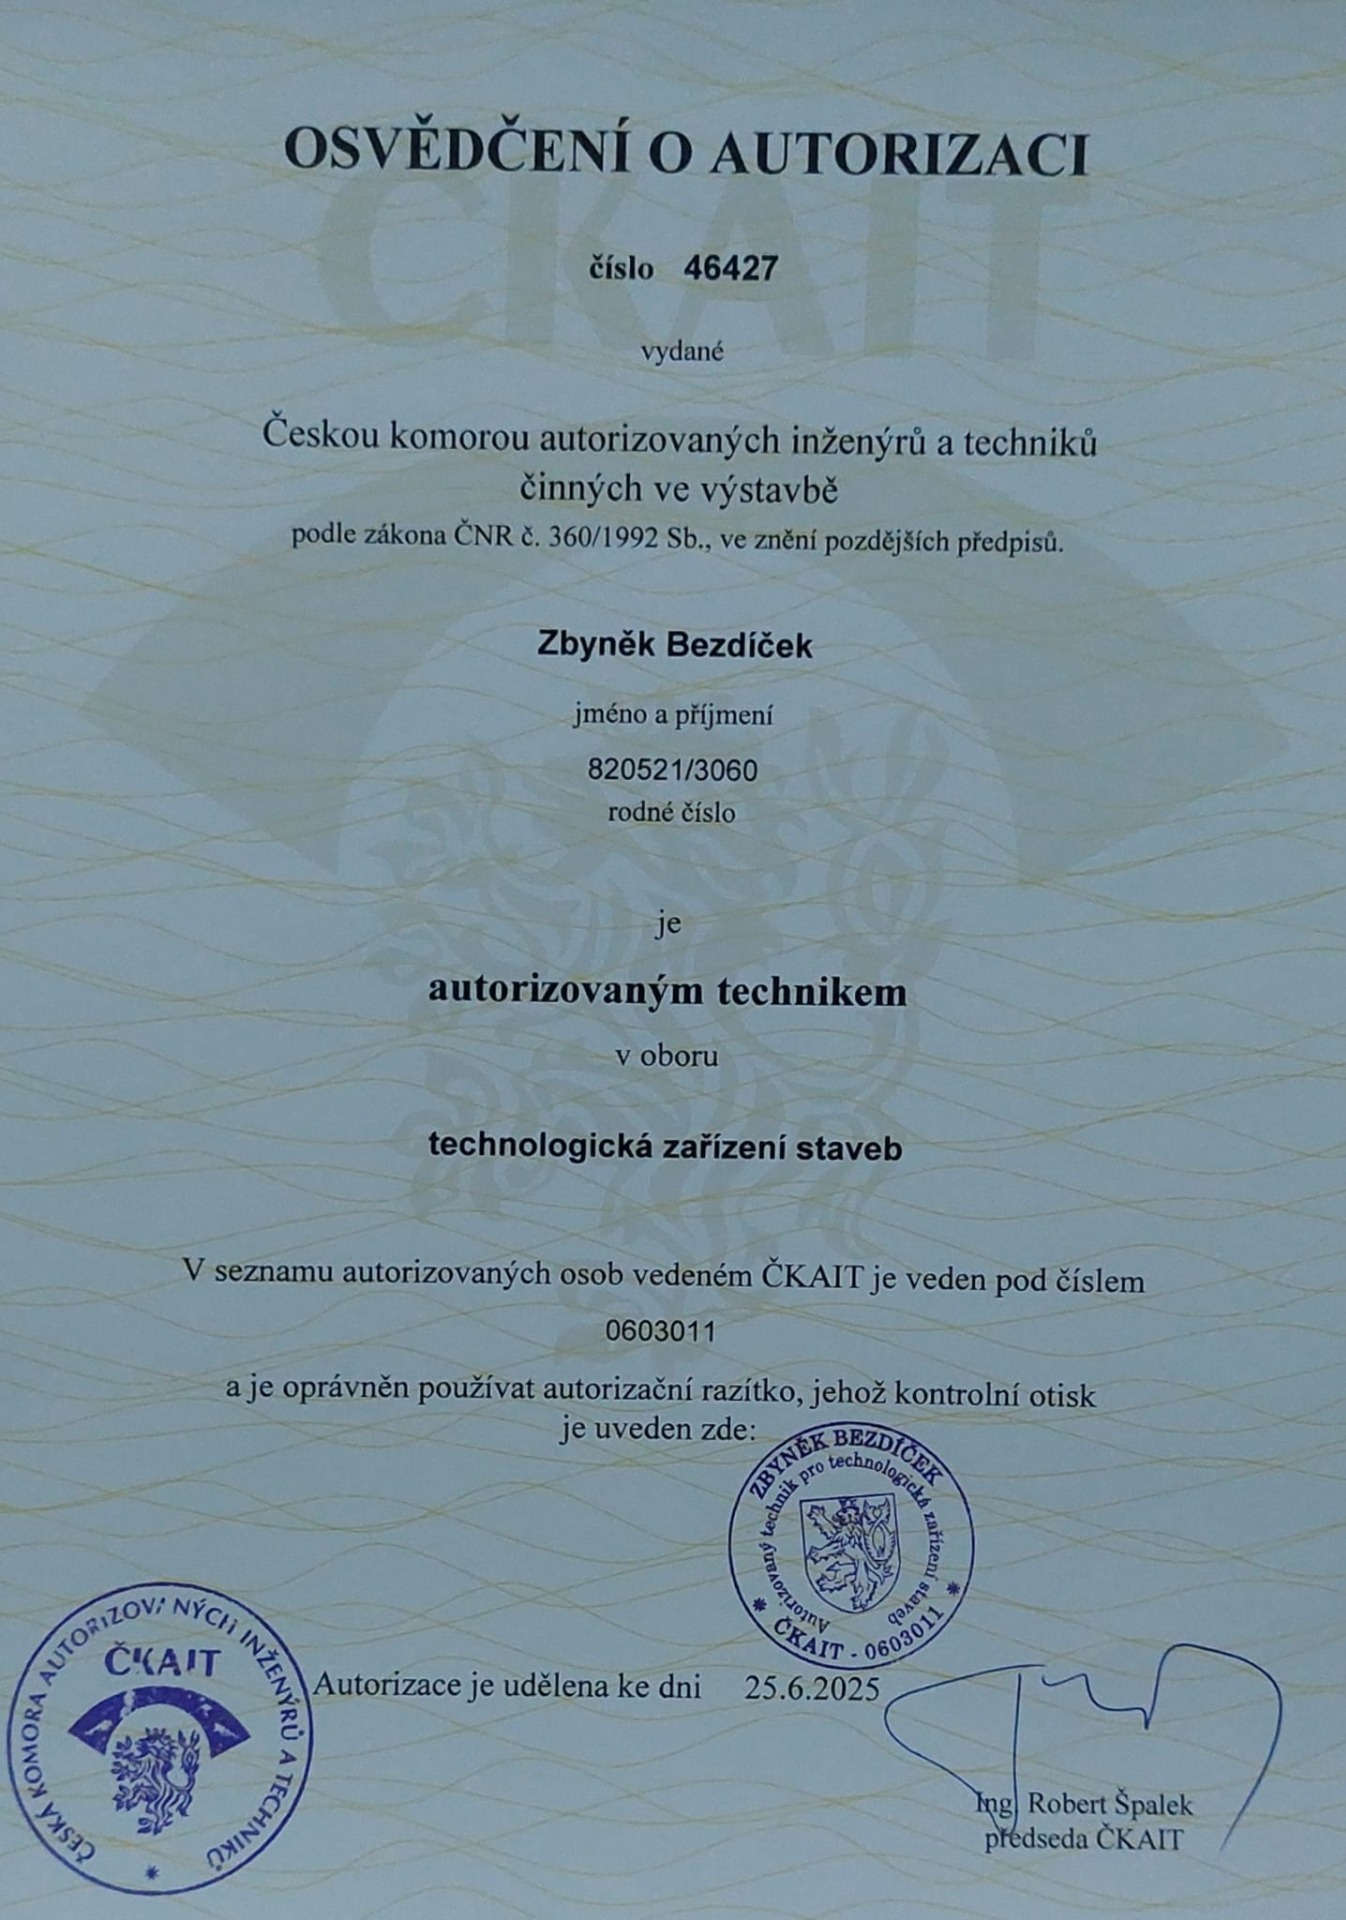 OSVĚDČENÍ O AUTORIZACI
ČKAIT
číslo 46427
vydané
Českou komorou autorizovaných inženýrů a techniků
činných ve výstavbě
podle zákona ČNR č. 360/1992 Sb., ve znění pozdějších předpisů.
Zbyněk Bezdíček
jméno a příjmení
820521/3060
rodné číslo
je
autorizovaným technikem
v oboru
technologická zařízení staveb
V seznamu autorizovaných osob vedeném ČKAIT je veden pod číslem
0603011
a je oprávněn používat autorizační razítko, jehož kontrolní otisk
je uveden zde:
ZBYNĚK BEZDÍČEK
Autorizovaný technik pro technologická zařízení staveb
ČKAIT - 0603011
ČESKÁ KOMORA AUTORIZOVANÝCH INŽENÝRŮ A TECHNIKŮ
ČKAIT
Autorizace je udělena ke dni 25.6.2025
Ing. Robert Špalek
předseda ČKAIT